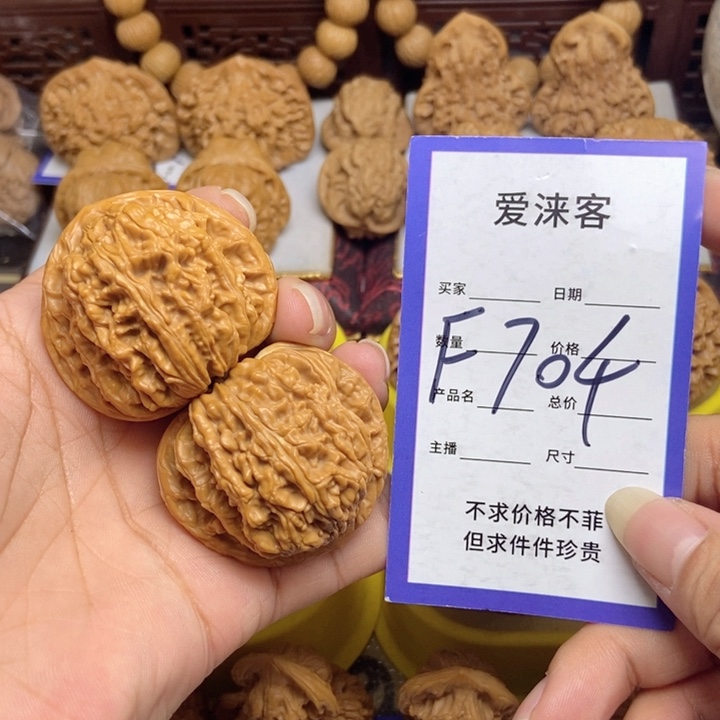 爱涞客
买家 日期
数量 价格
F704
产品名 总价
主播 尺寸
不求价格不菲
但求件件珍贵